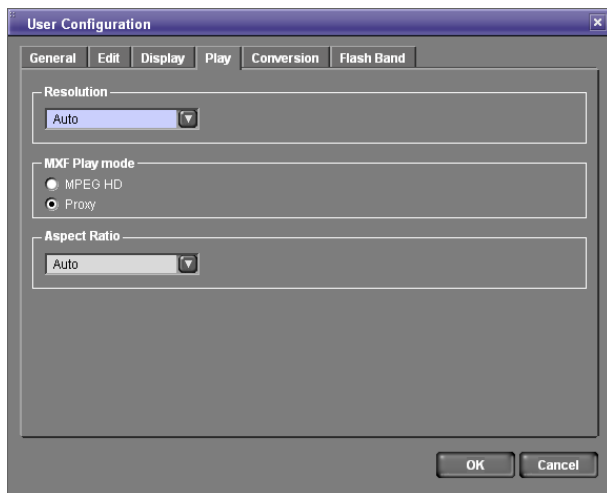 User Configuration
General Edit Display Play Conversion Flash Band
Resolution
Auto
MXF Play mode
MPEG HD
Proxy
Aspect Ratio
Auto
OK Cancel